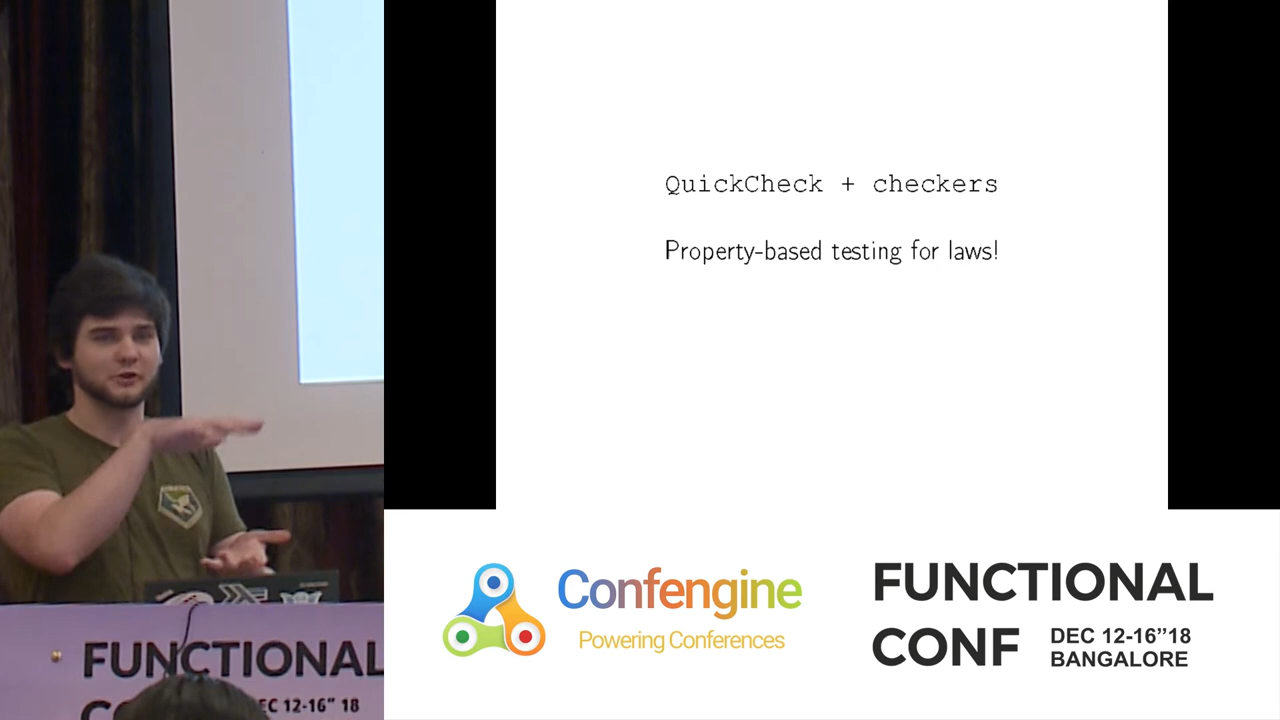 QuickCheck + checkers
Property-based testing for laws!
Confengine
Powering Conferences
FUNCTIONAL
CONF
DEC 12-16”18
BANGALORE
FUNCTIONAL
EC 12-16” 18